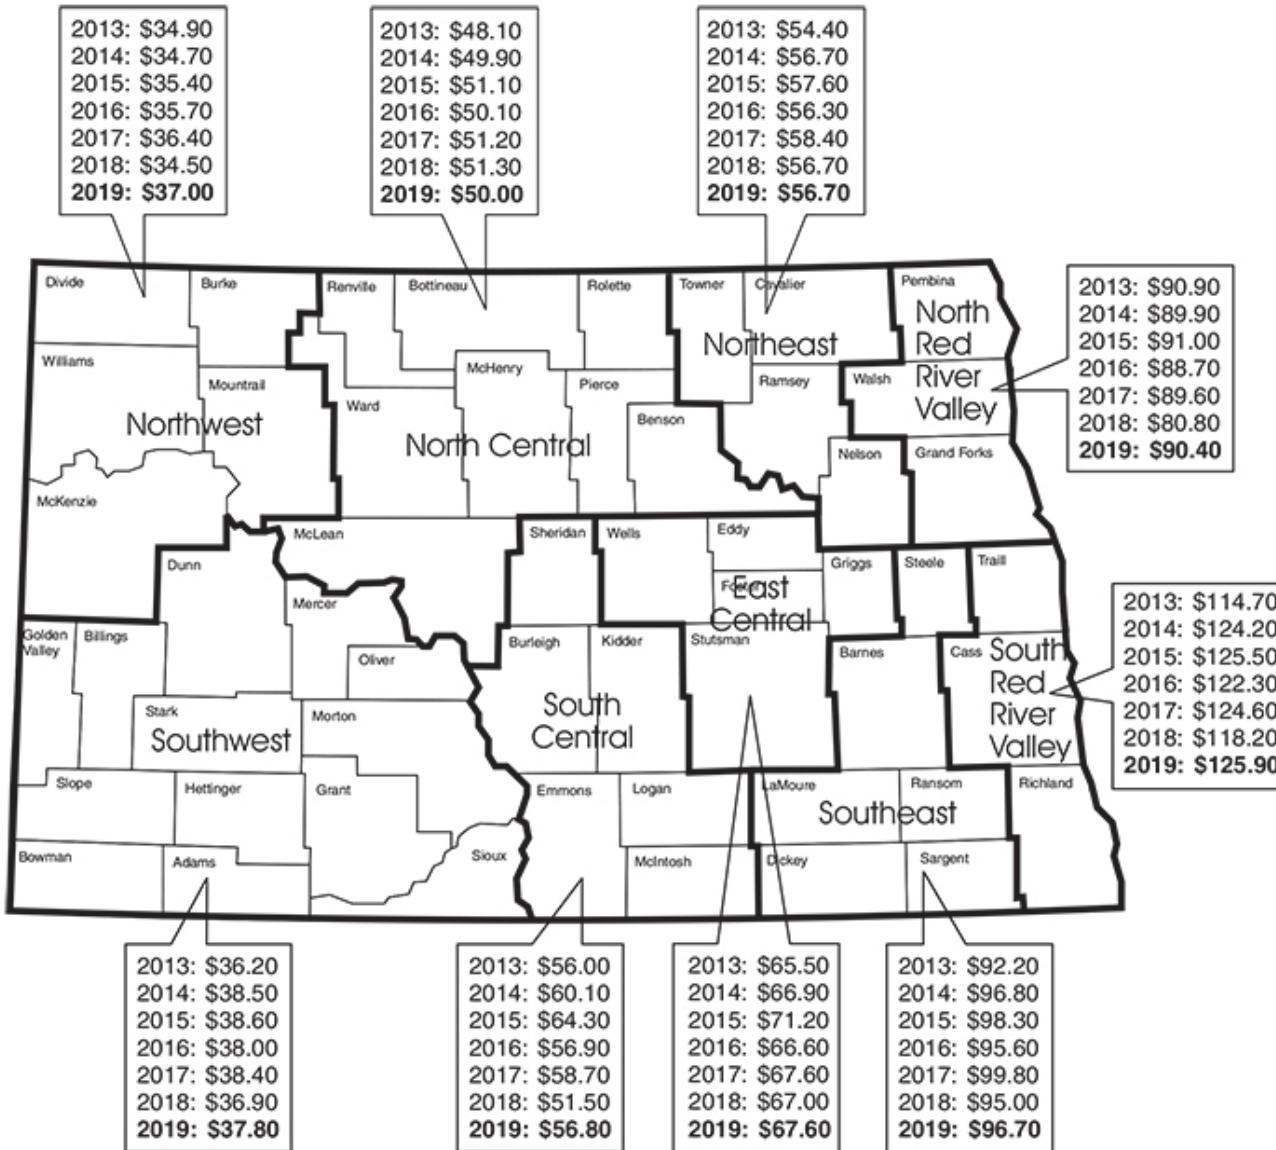 2013: $34.90
2014: $34.70
2015: $35.40
2016: $35.70
2017: $36.40
2018: $34.50
2019: $37.00
2013: $48.10
2014: $49.90
2015: $51.10
2016: $50.10
2017: $51.20
2018: $51.30
2019: $50.00
2013: $54.40
2014: $56.70
2015: $57.60
2016: $56.30
2017: $58.40
2018: $56.70
2019: $56.70
Divide
Burke
Renville
Bottineau
Rolette
Towner
Cavalier
Pembina
Williams
Mountrail
Northwest
McKenzie
Ward
McHenry
Pierce
North Central
Benson
Northeast
Ramsey
Walsh
Nelson
Grand Forks
North
Red
River
Valley
2013: $90.90
2014: $89.90
2015: $91.00
2016: $88.70
2017: $89.60
2018: $80.80
2019: $90.40
McLean
Sheridan
Wells
Eddy
Foster
East
Central
Griggs
Steele
Traill
Dunn
Mercer
Oliver
Golden
Valley
Billings
Burleigh
Kidder
Stutsman
Barnes
Cass
South
Red
River
Valley
2013: $114.70
2014: $124.20
2015: $125.50
2016: $122.30
2017: $124.60
2018: $118.20
2019: $125.90
Stark
Southwest
Morton
South
Central
Slope
Hettinger
Grant
Emmons
Logan
LaMoure
Ransom
Richland
Southeast
Bowman
Adams
Sioux
McIntosh
Dickey
Sargent
2013: $36.20
2014: $38.50
2015: $38.60
2016: $38.00
2017: $38.40
2018: $36.90
2019: $37.80
2013: $56.00
2014: $60.10
2015: $64.30
2016: $56.90
2017: $58.70
2018: $51.50
2019: $56.80
2013: $65.50
2014: $66.90
2015: $71.20
2016: $66.60
2017: $67.60
2018: $67.00
2019: $67.60
2013: $92.20
2014: $96.80
2015: $98.30
2016: $95.60
2017: $99.80
2018: $95.00
2019: $96.70